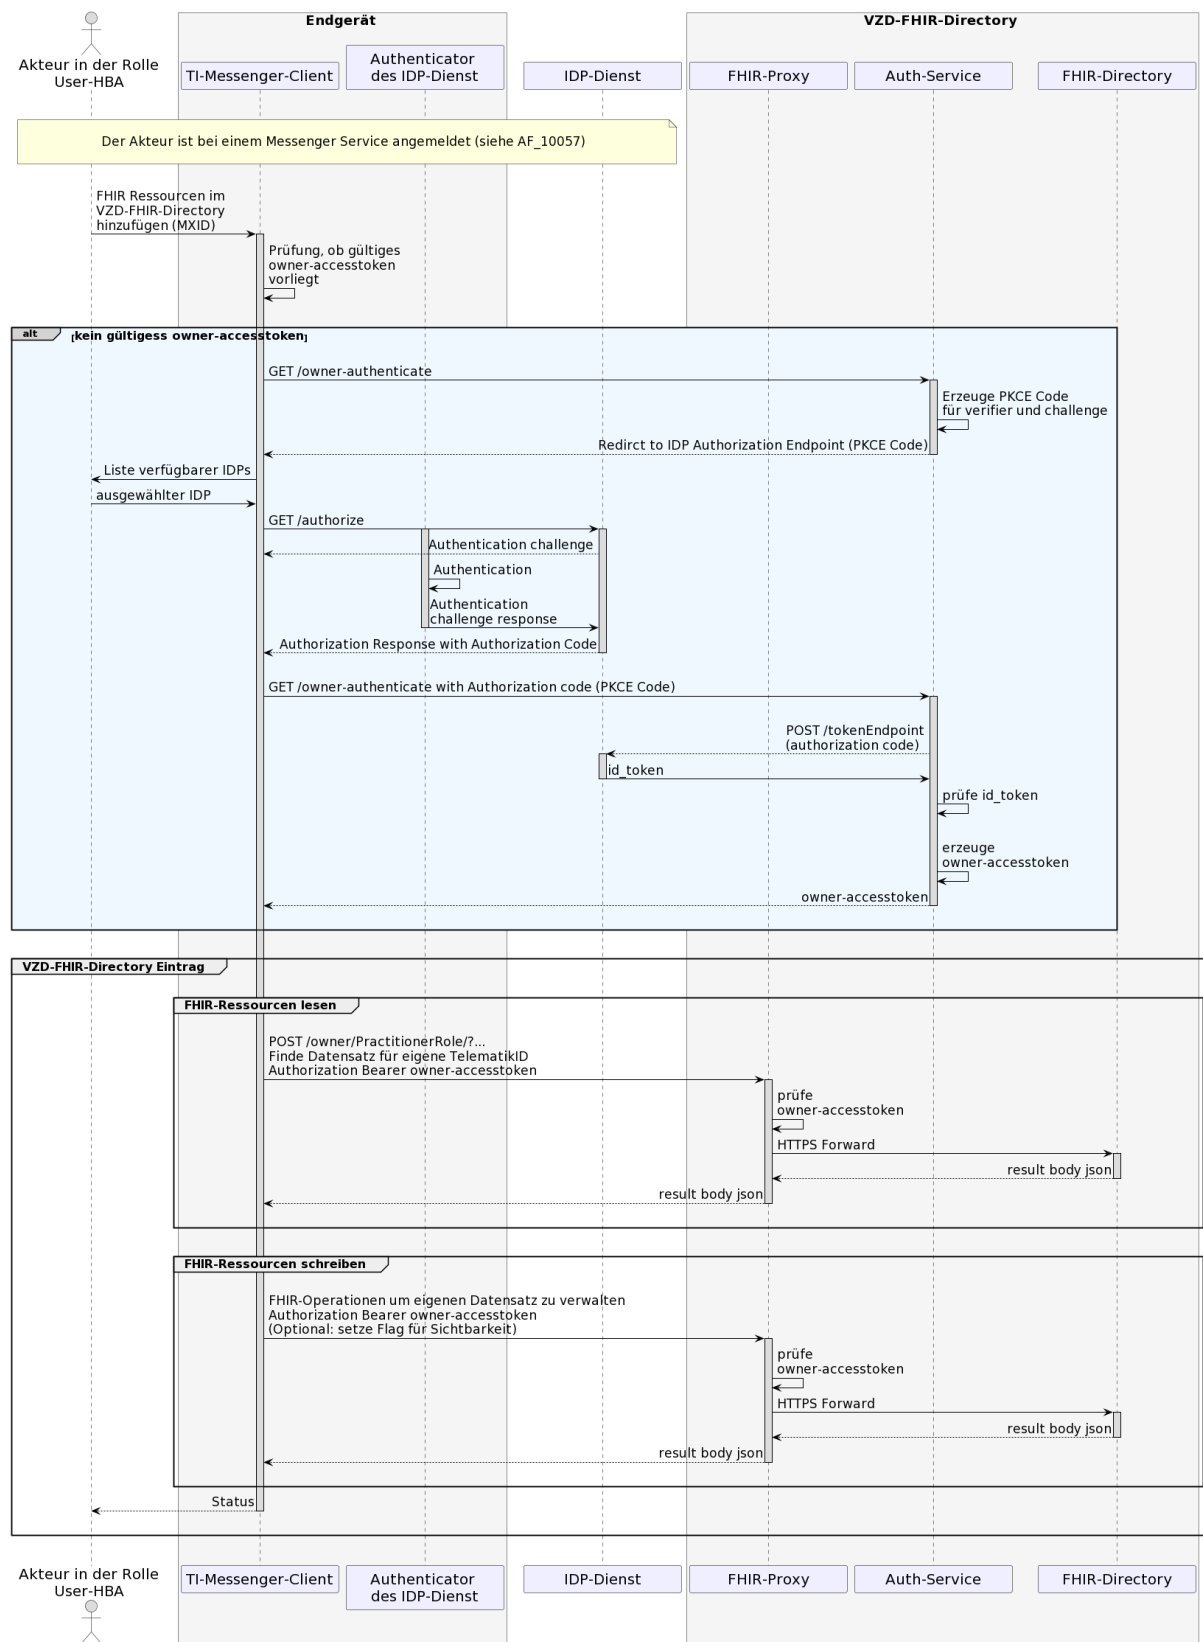 Endgerät
VZD-FHIR-Directory
Akteur in der Rolle
User-HBA
TI-Messenger-Client
Authenticator
des IDP-Dienst
IDP-Dienst
FHIR-Proxy
Auth-Service
FHIR-Directory
Der Akteur ist bei einem Messenger Service angemeldet (siehe AF_10057)
FHIR Ressourcen im
VZD-FHIR-Directory
hinzufügen (MXID)
Prüfung, ob gültiges
owner-accesstoken
vorliegt
alt
[kein gültigess owner-accesstoken]
GET /owner-authenticate
Erzeuge PKCE Code
für verifier und challenge
Redirct to IDP Authorization Endpoint (PKCE Code)
Liste verfügbarer IDPs
ausgewählter IDP
GET /authorize
Authentication challenge
Authentication
Authentication
challenge response
Authorization Response with Authorization Code
GET /owner-authenticate with Authorization code (PKCE Code)
POST /tokenEndpoint
(authorization code)
id_token
prüfe id_token
erzeuge
owner-accesstoken
owner-accesstoken
VZD-FHIR-Directory Eintrag
FHIR-Ressourcen lesen
POST /owner/PractitionerRole/?...
Finde Datensatz für eigene TelematikID
Authorization Bearer owner-accesstoken
prüfe
owner-accesstoken
HTTPS Forward
result body json
result body json
FHIR-Ressourcen schreiben
FHIR-Operationen um eigenen Datensatz zu verwalten
Authorization Bearer owner-accesstoken
(Optional: setze Flag für Sichtbarkeit)
prüfe
owner-accesstoken
HTTPS Forward
result body json
result body json
Status
Akteur in der Rolle
User-HBA
TI-Messenger-Client
Authenticator
des IDP-Dienst
IDP-Dienst
FHIR-Proxy
Auth-Service
FHIR-Directory